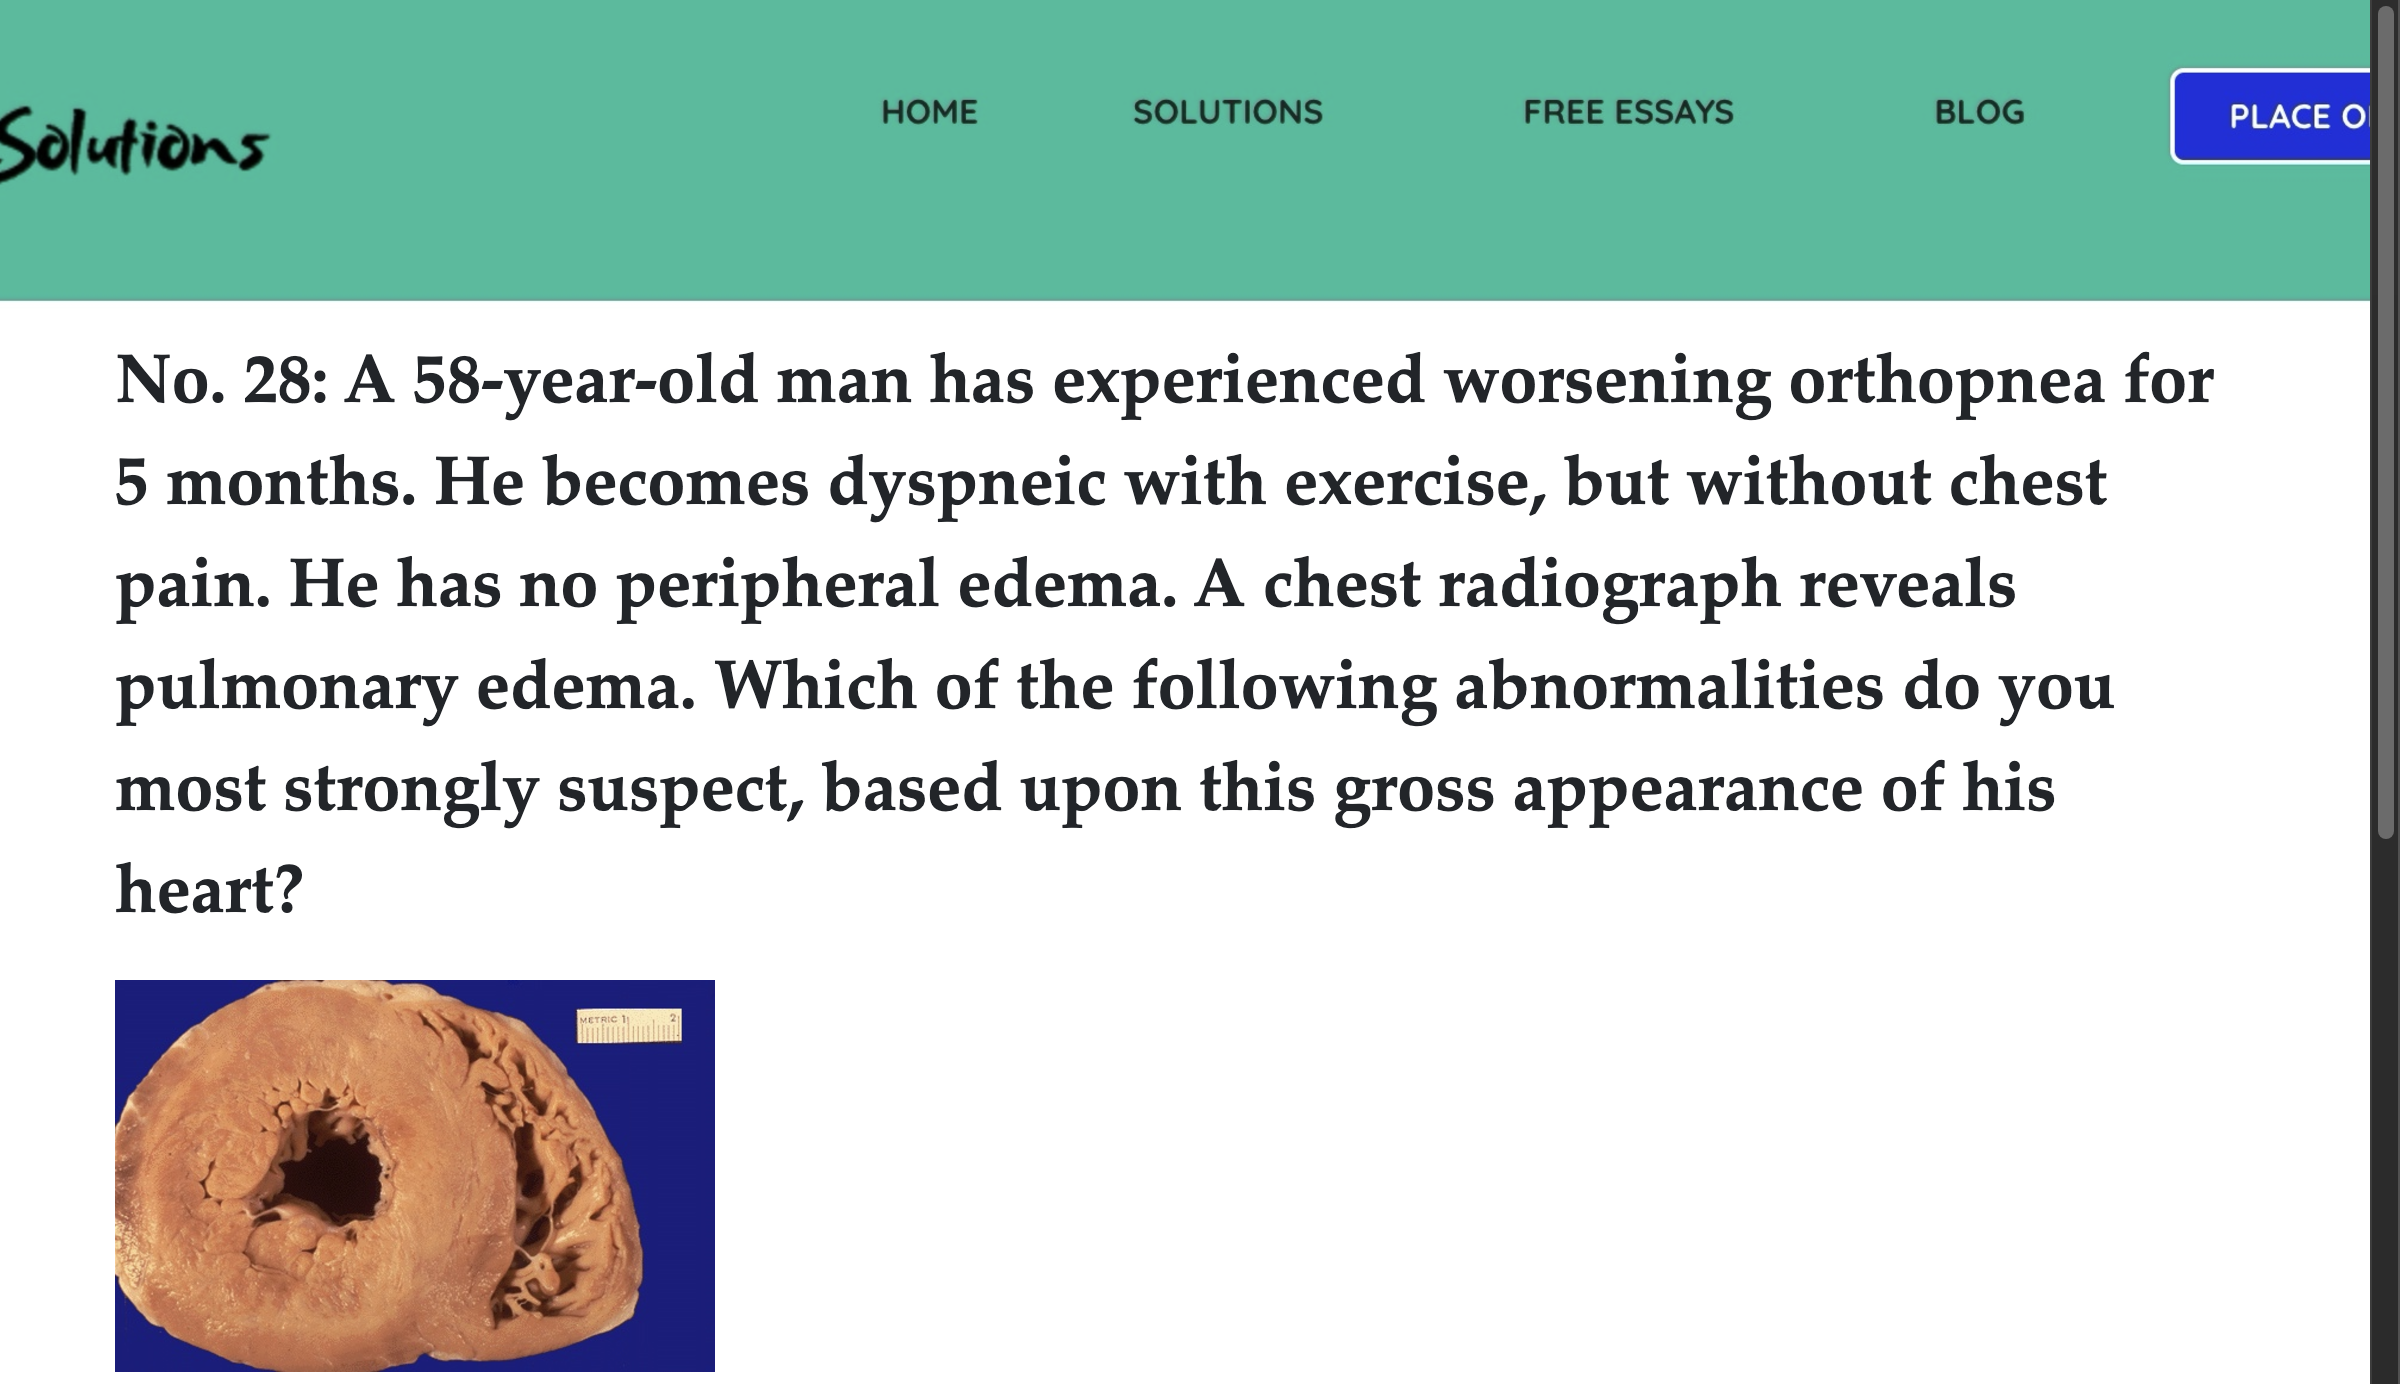 Solutions
HOME SOLUTIONS FREE ESSAYS BLOG PLACE
No. 28: A 58-year-old man has experienced worsening orthopnea for
5 months. He becomes dyspneic with exercise, but without chest
pain. He has no peripheral edema. A chest radiograph reveals
pulmonary edema. Which of the following abnormalities do you
most strongly suspect, based upon this gross appearance of his
heart?
METRIC 1 2